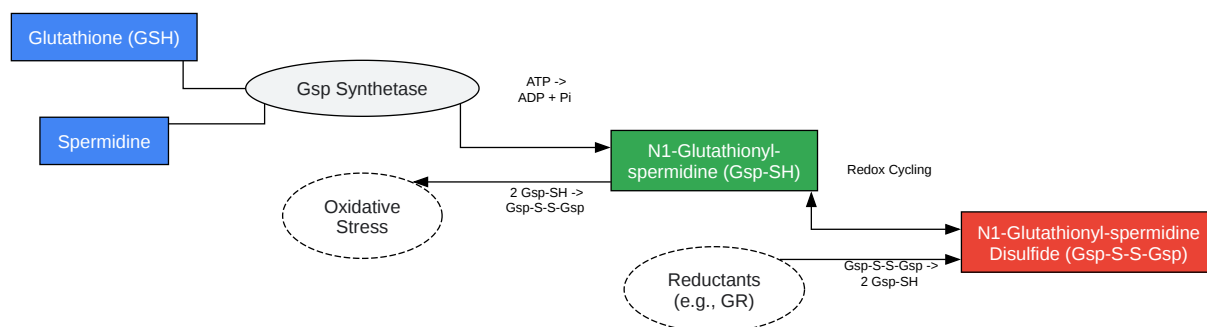 Glutathione (GSH)
Gsp Synthetase
ATP ->
ADP + Pi
Spermidine
N1-Glutathionyl-
spermidine (Gsp-SH)
Redox Cycling
2 Gsp-SH ->
Gsp-S-S-Gsp
Oxidative
Stress
N1-Glutathionyl-spermidine
Disulfide (Gsp-S-S-Gsp)
Gsp-S-S-Gsp ->
2 Gsp-SH
Reductants
(e.g., GR)